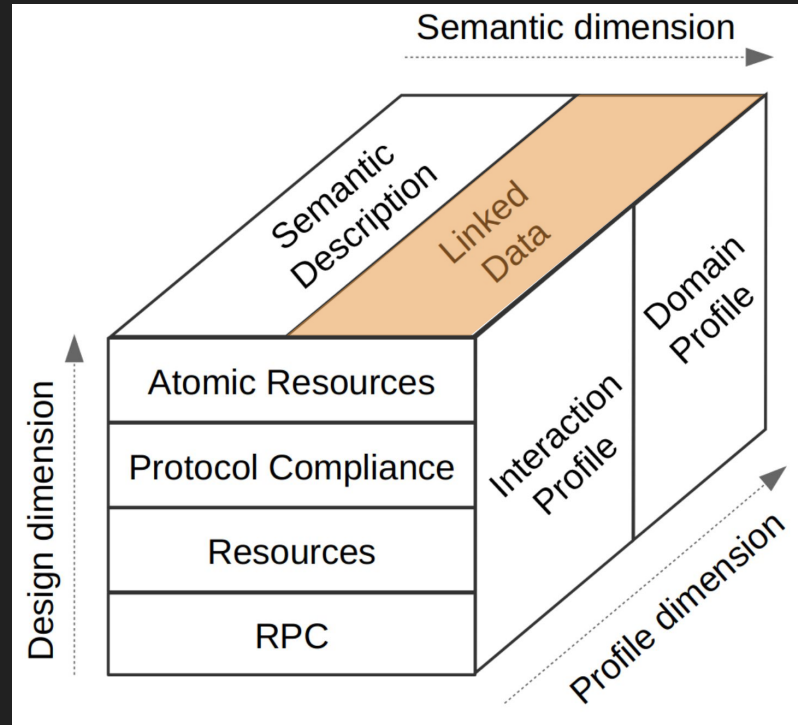 Semantic dimension
Semantic
Description
Linked
Data
Domain
Profile
Interaction
Profile
Atomic Resources
Protocol Compliance
Resources
RPC
Design dimension
Profile dimension